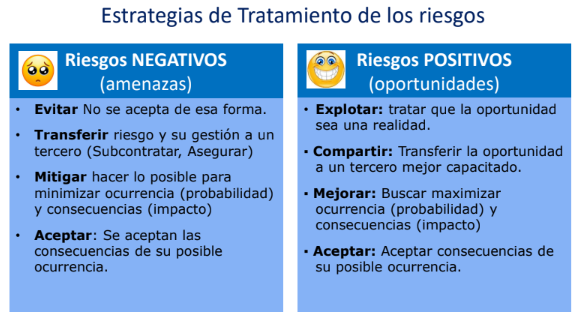 Estrategias de Tratamiento de los riesgos
Riesgos NEGATIVOS
(amenazas)
• Evitar No se acepta de esa forma.
• Transferir riesgo y su gestión a un
tercero (Subcontratar, Asegurar)
• Mitigar hacer lo posible para
minimizar ocurrencia (probabilidad)
y consecuencias (impacto)
• Aceptar: Se aceptan las
consecuencias de su posible
ocurrencia.
Riesgos POSITIVOS
(oportunidades)
• Explotar: tratar que la oportunidad
sea una realidad.
▪ Compartir: Transferir la oportunidad
a un tercero mejor capacitado.
▪ Mejorar: Buscar maximizar
ocurrencia (probabilidad) y
consecuencias (impacto)
▪ Aceptar: Aceptar consecuencias de
su posible ocurrencia.